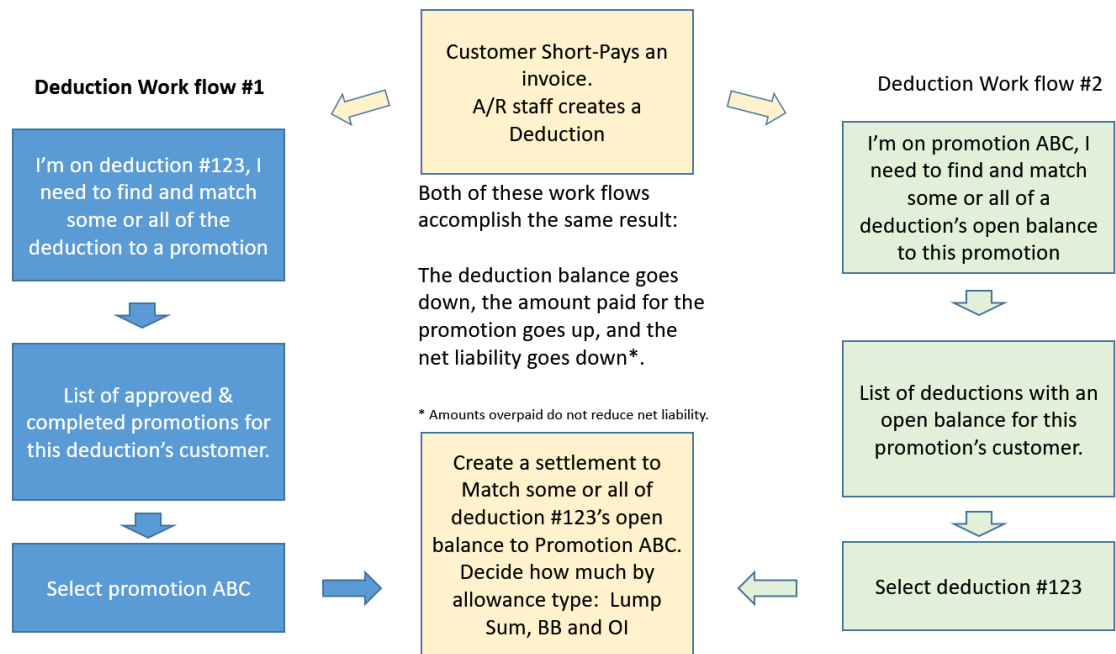 Customer Short-Pays an
invoice.
A/R staff creates a
Deduction
Deduction Work flow #1
I'm on deduction #123, I
need to find and match
some or all of the
deduction to a promotion
List of approved &
completed promotions for
this deduction's customer.
Select promotion ABC
Both of these work flows
accomplish the same result:
The deduction balance goes
down, the amount paid for the
promotion goes up, and the
net liability goes down*.
* Amounts overpaid do not reduce net liability.
Create a settlement to
Match some or all of
deduction #123's open
balance to Promotion ABC.
Decide how much by
allowance type:  Lump
Sum, BB and OI
Deduction Work flow #2
I'm on promotion ABC, I
need to find and match
some or all of a
deduction's open balance
to this promotion
List of deductions with an
open balance for this
promotion's customer.
Select deduction #123